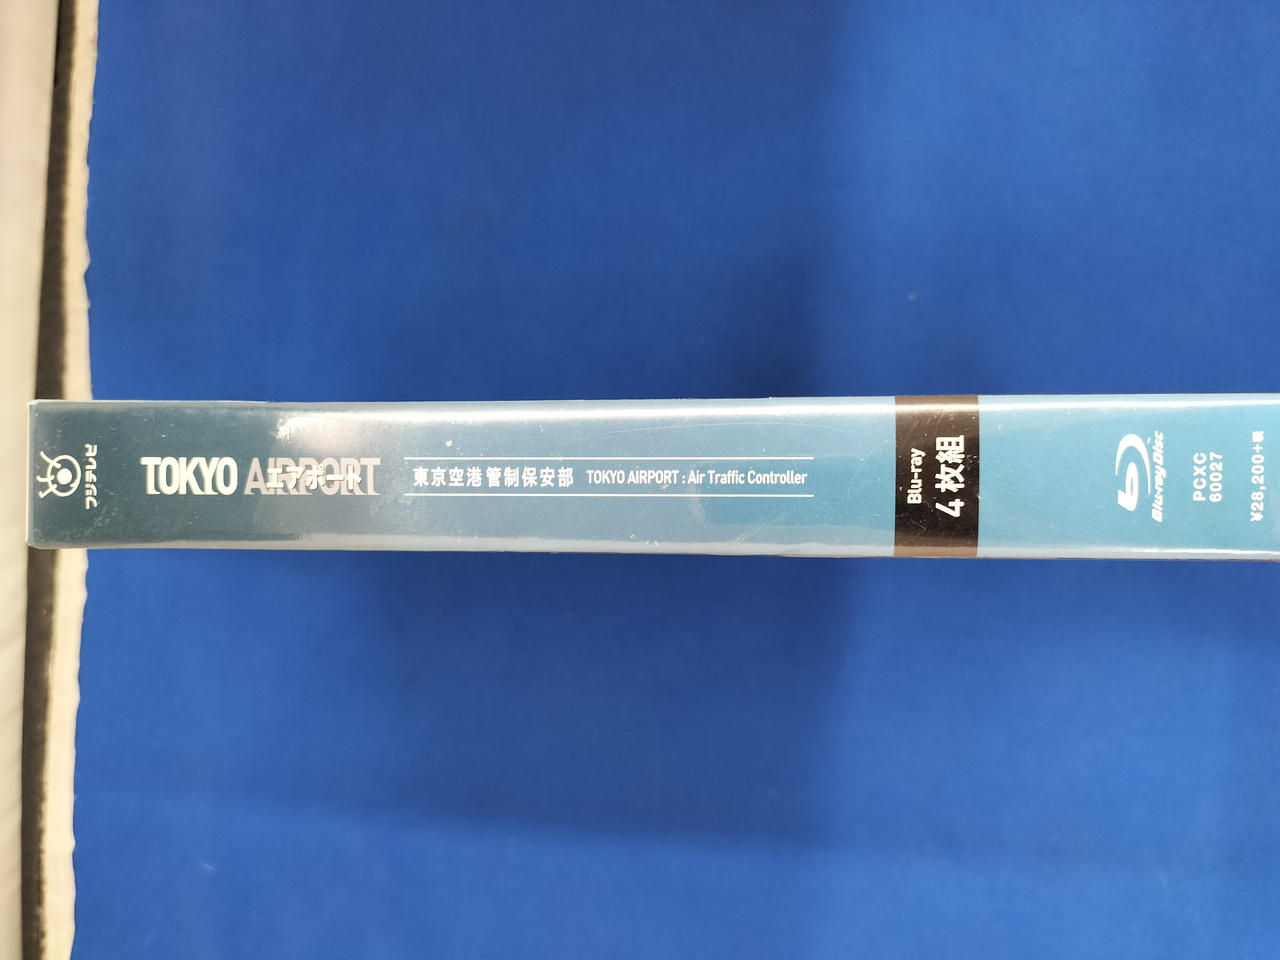 フジテレビ
TOKYO AIRPORT
エアポート
東京空港管制保安部 TOKYO AIRPORT : Air Traffic Controller
Blu-ray
4枚組
Blu-ray Disc
PCXC
60027
¥28,200+税